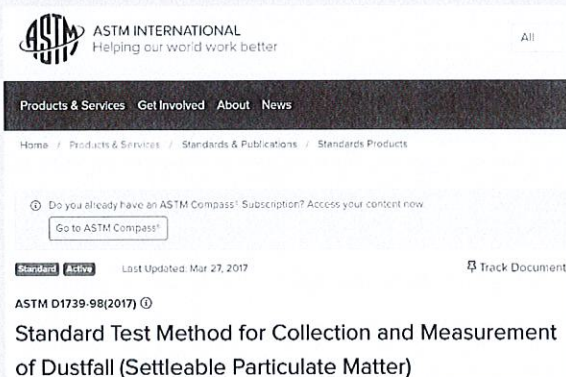 ASTM
ASTM INTERNATIONAL
Helping our world work better
All
Products & Services Get Involved About News
Home / Products & Services / Standards & Publications / Standards Products
Do you already have an ASTM Compass® Subscription? Access your content now
Go to ASTM Compass®
Standard Active Last Updated: Mar 27, 2017 Track Document
ASTM D1739-98(2017)
Standard Test Method for Collection and Measurement
of Dustfall (Settleable Particulate Matter)